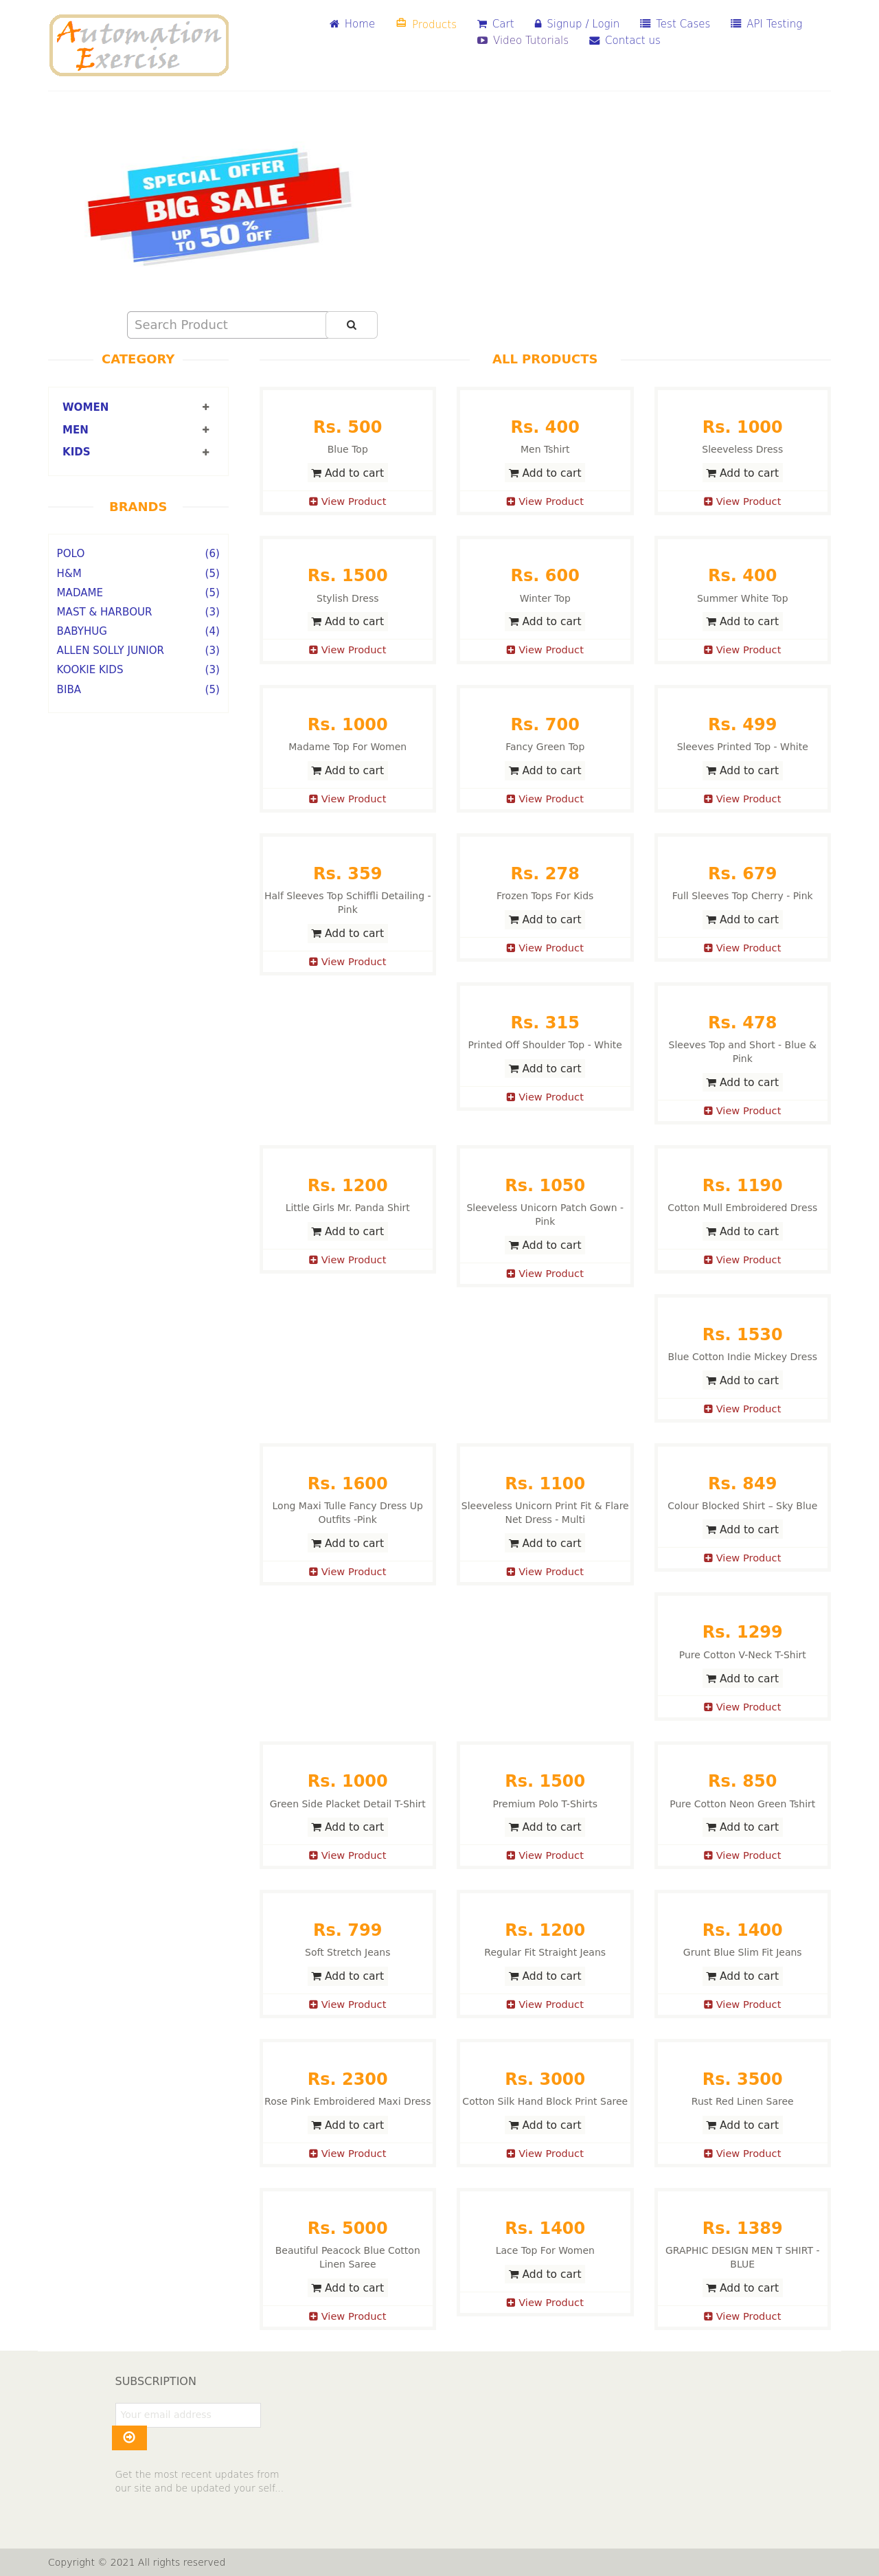 Automation
Exercise
Home Products Cart Signup / Login Test Cases API Testing
Video Tutorials Contact us
SPECIAL OFFER
BIG SALE
UP TO 50% OFF
Search Product
CATEGORY
WOMEN
MEN
KIDS
BRANDS
POLO (6)
H&M (5)
MADAME (5)
MAST & HARBOUR (3)
BABYHUG (4)
ALLEN SOLLY JUNIOR (3)
KOOKIE KIDS (3)
BIBA (5)
ALL PRODUCTS
Rs. 500
Blue Top
Add to cart
View Product
Rs. 400
Men Tshirt
Add to cart
View Product
Rs. 1000
Sleeveless Dress
Add to cart
View Product
Rs. 1500
Stylish Dress
Add to cart
View Product
Rs. 600
Winter Top
Add to cart
View Product
Rs. 400
Summer White Top
Add to cart
View Product
Rs. 1000
Madame Top For Women
Add to cart
View Product
Rs. 700
Fancy Green Top
Add to cart
View Product
Rs. 499
Sleeves Printed Top - White
Add to cart
View Product
Rs. 359
Half Sleeves Top Schiffli Detailing -
Pink
Add to cart
View Product
Rs. 278
Frozen Tops For Kids
Add to cart
View Product
Rs. 679
Full Sleeves Top Cherry - Pink
Add to cart
View Product
Rs. 315
Printed Off Shoulder Top - White
Add to cart
View Product
Rs. 478
Sleeves Top and Short - Blue &
Pink
Add to cart
View Product
Rs. 1200
Little Girls Mr. Panda Shirt
Add to cart
View Product
Rs. 1050
Sleeveless Unicorn Patch Gown -
Pink
Add to cart
View Product
Rs. 1190
Cotton Mull Embroidered Dress
Add to cart
View Product
Rs. 1530
Blue Cotton Indie Mickey Dress
Add to cart
View Product
Rs. 1600
Long Maxi Tulle Fancy Dress Up
Outfits -Pink
Add to cart
View Product
Rs. 1100
Sleeveless Unicorn Print Fit & Flare
Net Dress - Multi
Add to cart
View Product
Rs. 849
Colour Blocked Shirt – Sky Blue
Add to cart
View Product
Rs. 1299
Pure Cotton V-Neck T-Shirt
Add to cart
View Product
Rs. 1000
Green Side Placket Detail T-Shirt
Add to cart
View Product
Rs. 1500
Premium Polo T-Shirts
Add to cart
View Product
Rs. 850
Pure Cotton Neon Green Tshirt
Add to cart
View Product
Rs. 799
Soft Stretch Jeans
Add to cart
View Product
Rs. 1200
Regular Fit Straight Jeans
Add to cart
View Product
Rs. 1400
Grunt Blue Slim Fit Jeans
Add to cart
View Product
Rs. 2300
Rose Pink Embroidered Maxi Dress
Add to cart
View Product
Rs. 3000
Cotton Silk Hand Block Print Saree
Add to cart
View Product
Rs. 3500
Rust Red Linen Saree
Add to cart
View Product
Rs. 5000
Beautiful Peacock Blue Cotton
Linen Saree
Add to cart
View Product
Rs. 1400
Lace Top For Women
Add to cart
View Product
Rs. 1389
GRAPHIC DESIGN MEN T SHIRT -
BLUE
Add to cart
View Product
SUBSCRIPTION
Your email address
Get the most recent updates from
our site and be updated your self...
Copyright © 2021 All rights reserved